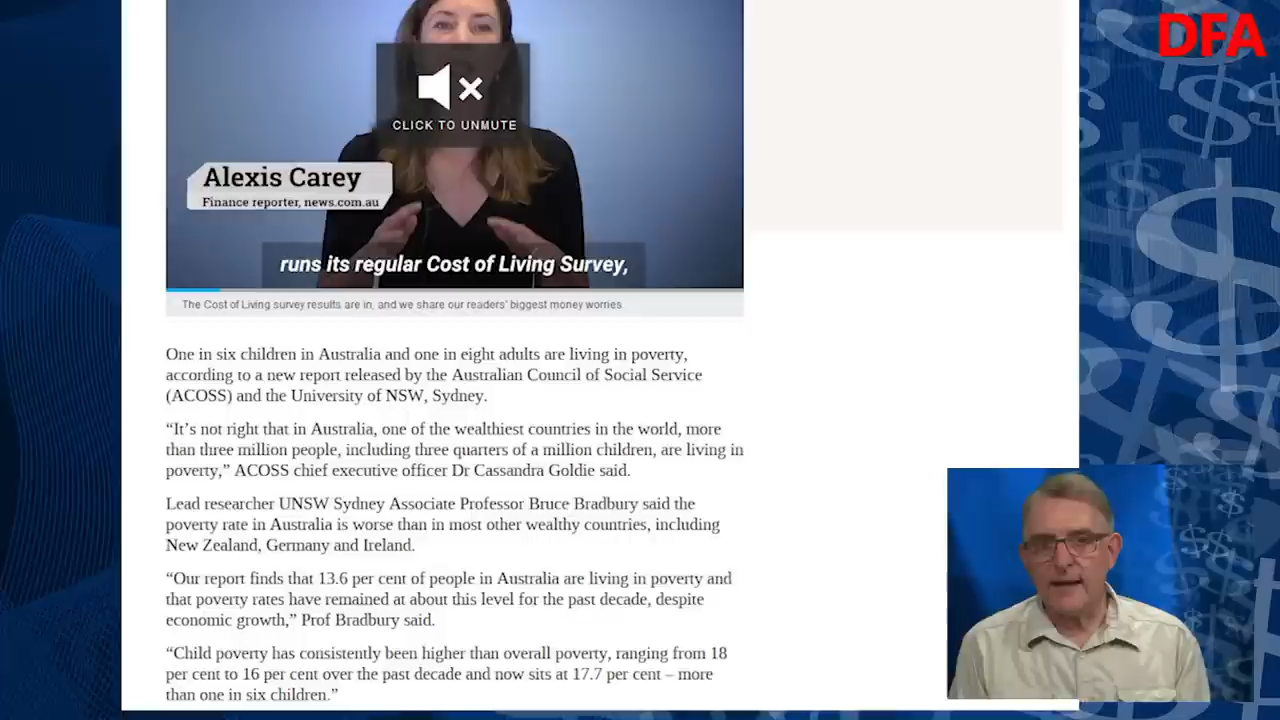 DFA
CLICK TO UNMUTE
Alexis Carey
Finance reporter, news.com.au
runs its regular Cost of Living Survey,
The Cost of Living survey results are in, and we share our readers' biggest money worries
One in six children in Australia and one in eight adults are living in poverty,
according to a new report released by the Australian Council of Social Service
(ACOSS) and the University of NSW, Sydney.
“It’s not right that in Australia, one of the wealthiest countries in the world, more
than three million people, including three quarters of a million children, are living in
poverty,” ACOSS chief executive officer Dr Cassandra Goldie said.
Lead researcher UNSW Sydney Associate Professor Bruce Bradbury said the
poverty rate in Australia is worse than in most other wealthy countries, including
New Zealand, Germany and Ireland.
“Our report finds that 13.6 per cent of people in Australia are living in poverty and
that poverty rates have remained at about this level for the past decade, despite
economic growth,” Prof Bradbury said.
“Child poverty has consistently been higher than overall poverty, ranging from 18
per cent to 16 per cent over the past decade and now sits at 17.7 per cent – more
than one in six children.”